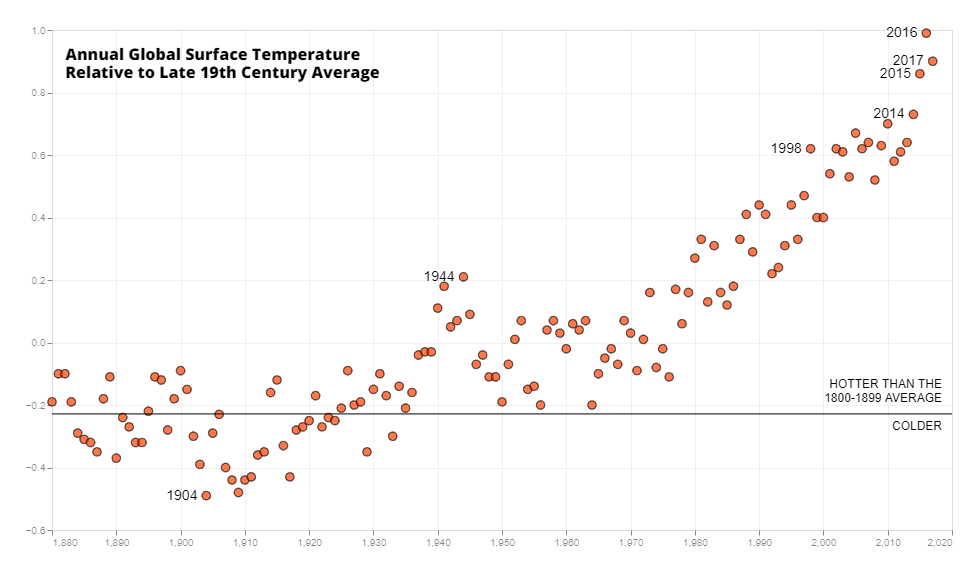 Annual Global Surface Temperature
Relative to Late 19th Century Average
1.0
0.8
0.6
0.4
0.2
0.0
−0.2
−0.4
−0.6
2016
2017
2015
2014
1998
1944
1904
HOTTER THAN THE
1800-1899 AVERAGE
COLDER
1,880 1,890 1,900 1,910 1,920 1,930 1,940 1,950 1,960 1,970 1,980 1,990 2,000 2,010 2,020